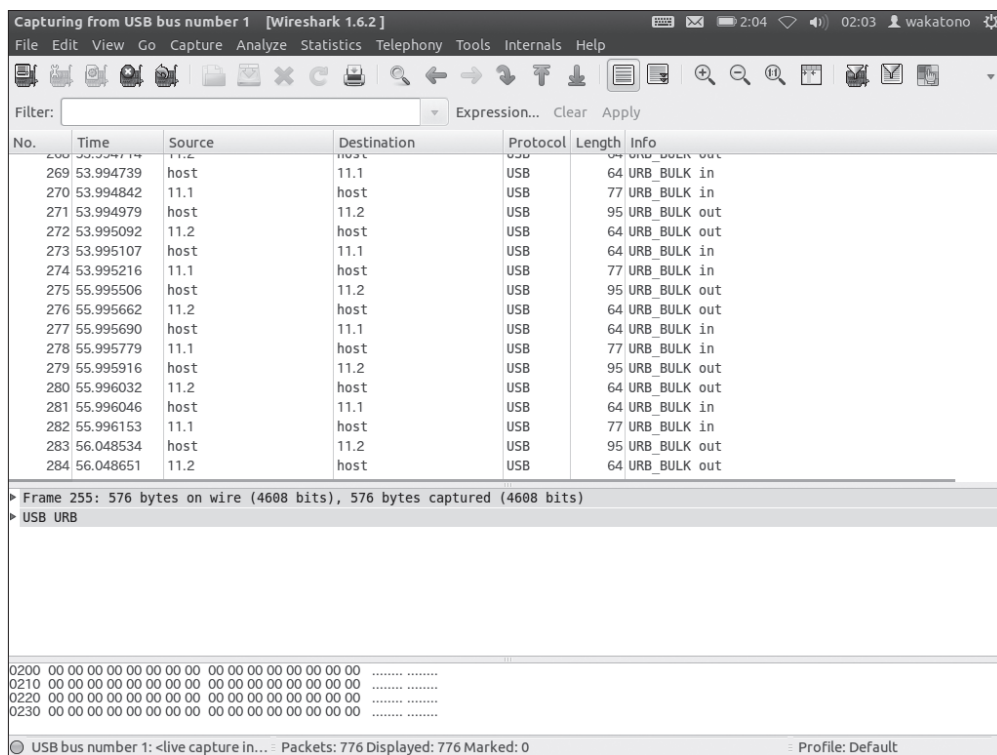 Capturing from USB bus number 1 [Wireshark 1.6.2 ] 2:04 02:03 wakatono
File Edit View Go Capture Analyze Statistics Telephony Tools Internals Help
Filter: Expression... Clear Apply
No. Time Source Destination Protocol Length Info
268 53.994714 11.2 host USB 64 URB_BULK out
269 53.994739 host 11.1 USB 64 URB_BULK in
270 53.994842 11.1 host USB 77 URB_BULK in
271 53.994979 host 11.2 USB 95 URB_BULK out
272 53.995092 11.2 host USB 64 URB_BULK out
273 53.995107 host 11.1 USB 64 URB_BULK in
274 53.995216 11.1 host USB 77 URB_BULK in
275 55.995506 host 11.2 USB 95 URB_BULK out
276 55.995662 11.2 host USB 64 URB_BULK out
277 55.995690 host 11.1 USB 64 URB_BULK in
278 55.995779 11.1 host USB 77 URB_BULK in
279 55.995916 host 11.2 USB 95 URB_BULK out
280 55.996032 11.2 host USB 64 URB_BULK out
281 55.996046 host 11.1 USB 64 URB_BULK in
282 55.996153 11.1 host USB 77 URB_BULK in
283 56.048534 host 11.2 USB 95 URB_BULK out
284 56.048651 11.2 host USB 64 URB_BULK out
Frame 255: 576 bytes on wire (4608 bits), 576 bytes captured (4608 bits)
USB URB
0200 00 00 00 00 00 00 00 00 00 00 00 00 00 00 00 00 ........ ........
0210 00 00 00 00 00 00 00 00 00 00 00 00 00 00 00 00 ........ ........
0220 00 00 00 00 00 00 00 00 00 00 00 00 00 00 00 00 ........ ........
0230 00 00 00 00 00 00 00 00 00 00 00 00 00 00 00 00 ........ ........
USB bus number 1: <live capture in... Packets: 776 Displayed: 776 Marked: 0 Profile: Default